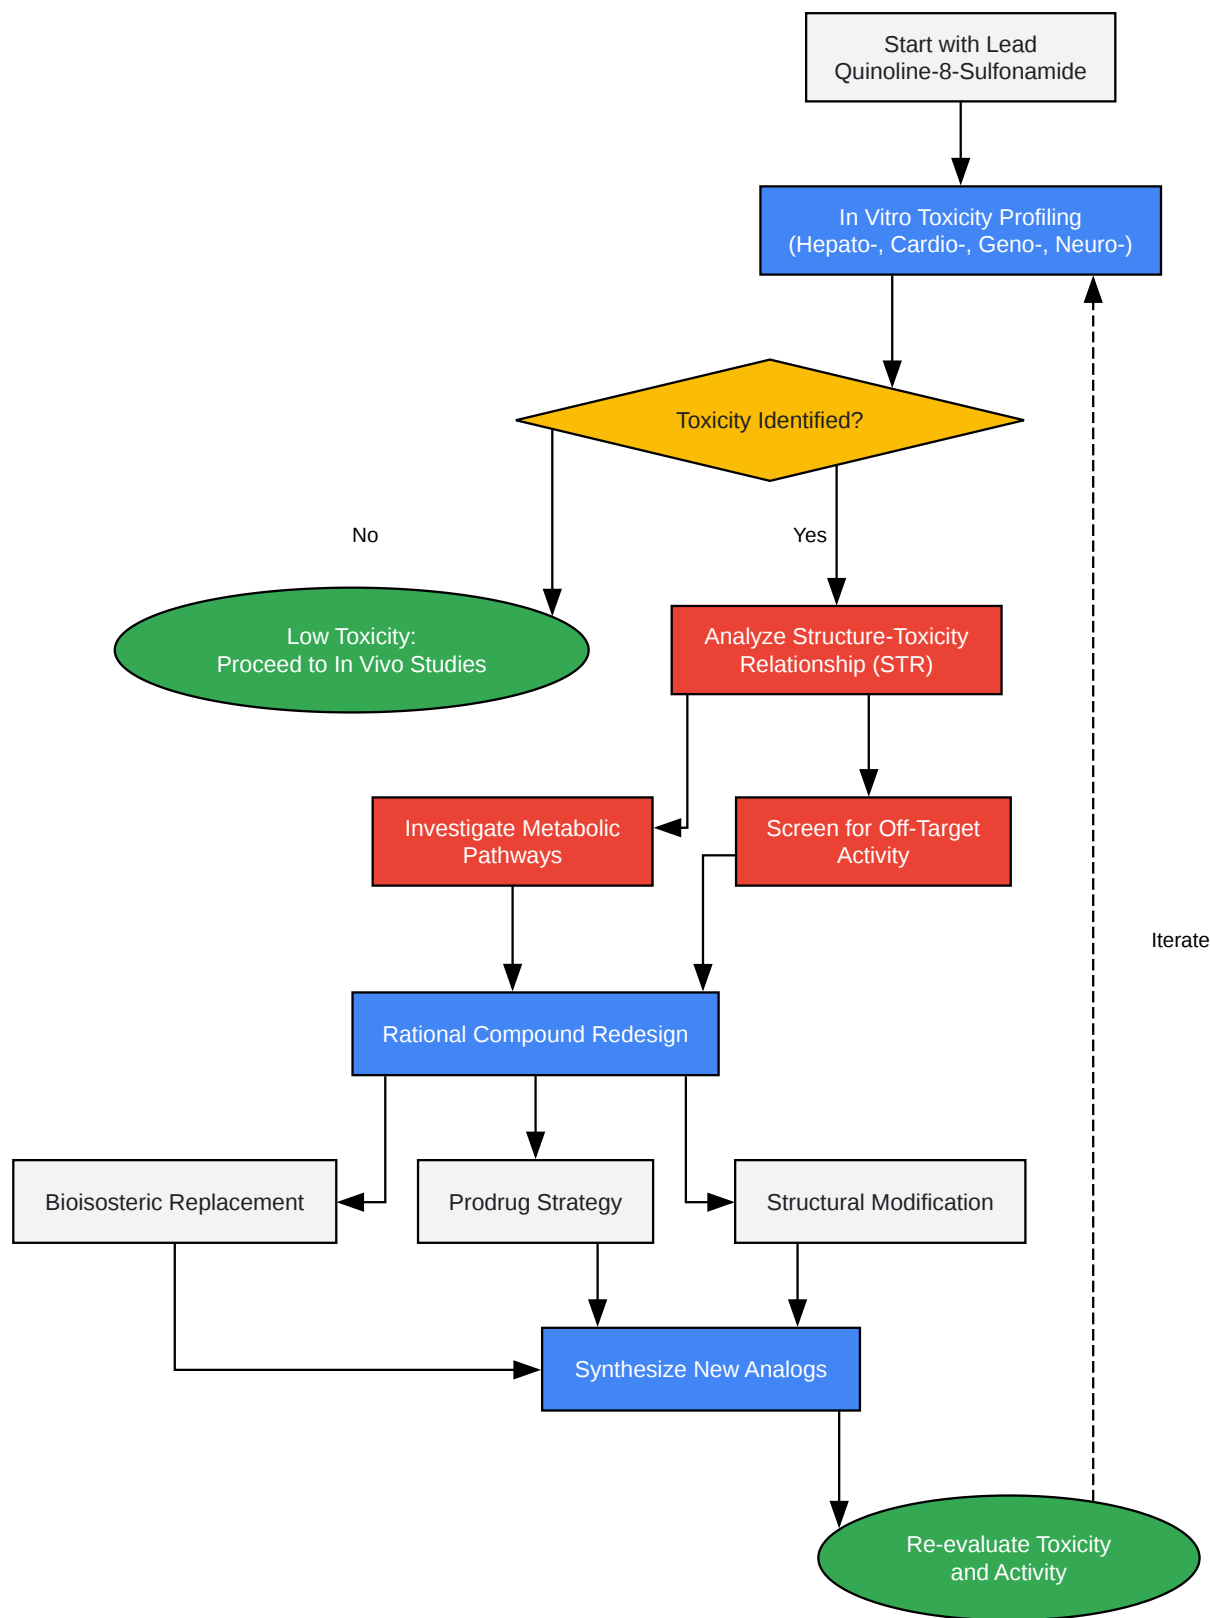 Start with Lead
Quinoline-8-Sulfonamide
In Vitro Toxicity Profiling
(Hepato-, Cardio-, Geno-, Neuro-)
Toxicity Identified?
No
Yes
Low Toxicity:
Proceed to In Vivo Studies
Analyze Structure-Toxicity
Relationship (STR)
Investigate Metabolic
Pathways
Screen for Off-Target
Activity
Iterate
Rational Compound Redesign
Bioisosteric Replacement
Prodrug Strategy
Structural Modification
Synthesize New Analogs
Re-evaluate Toxicity
and Activity